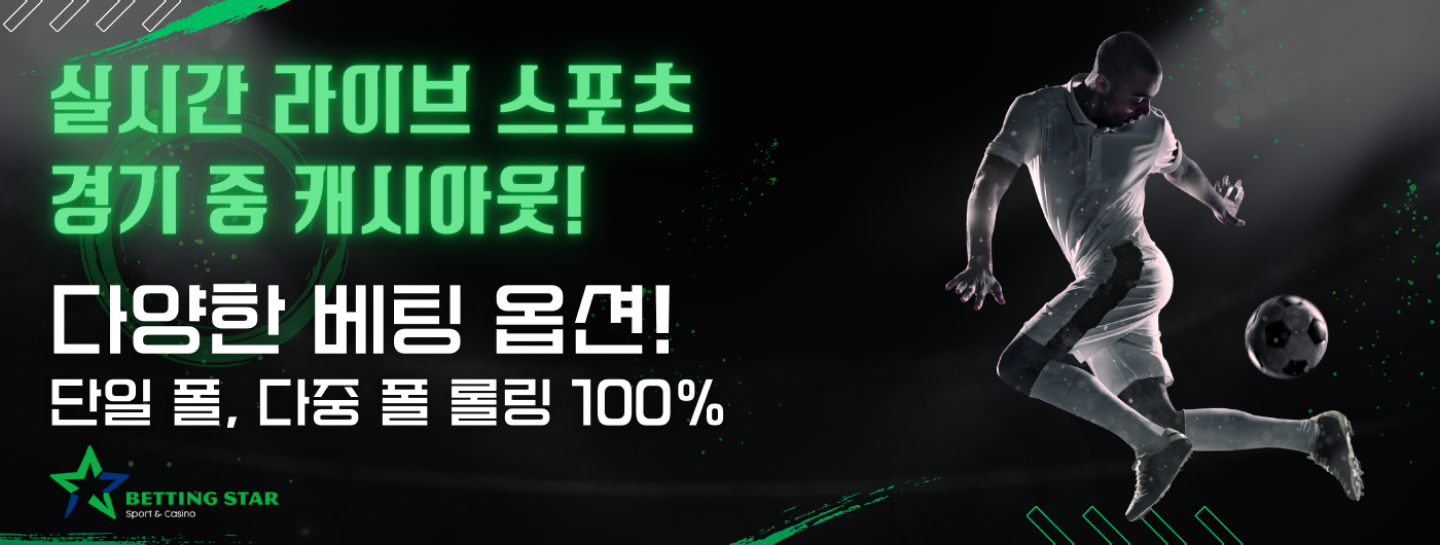 실시간 라이브 스포츠
경기 중 캐시아웃!
다양한 베팅 옵션!
단일 폴, 다중 폴 롤링 100%
BETTING STAR
Sport & Casino